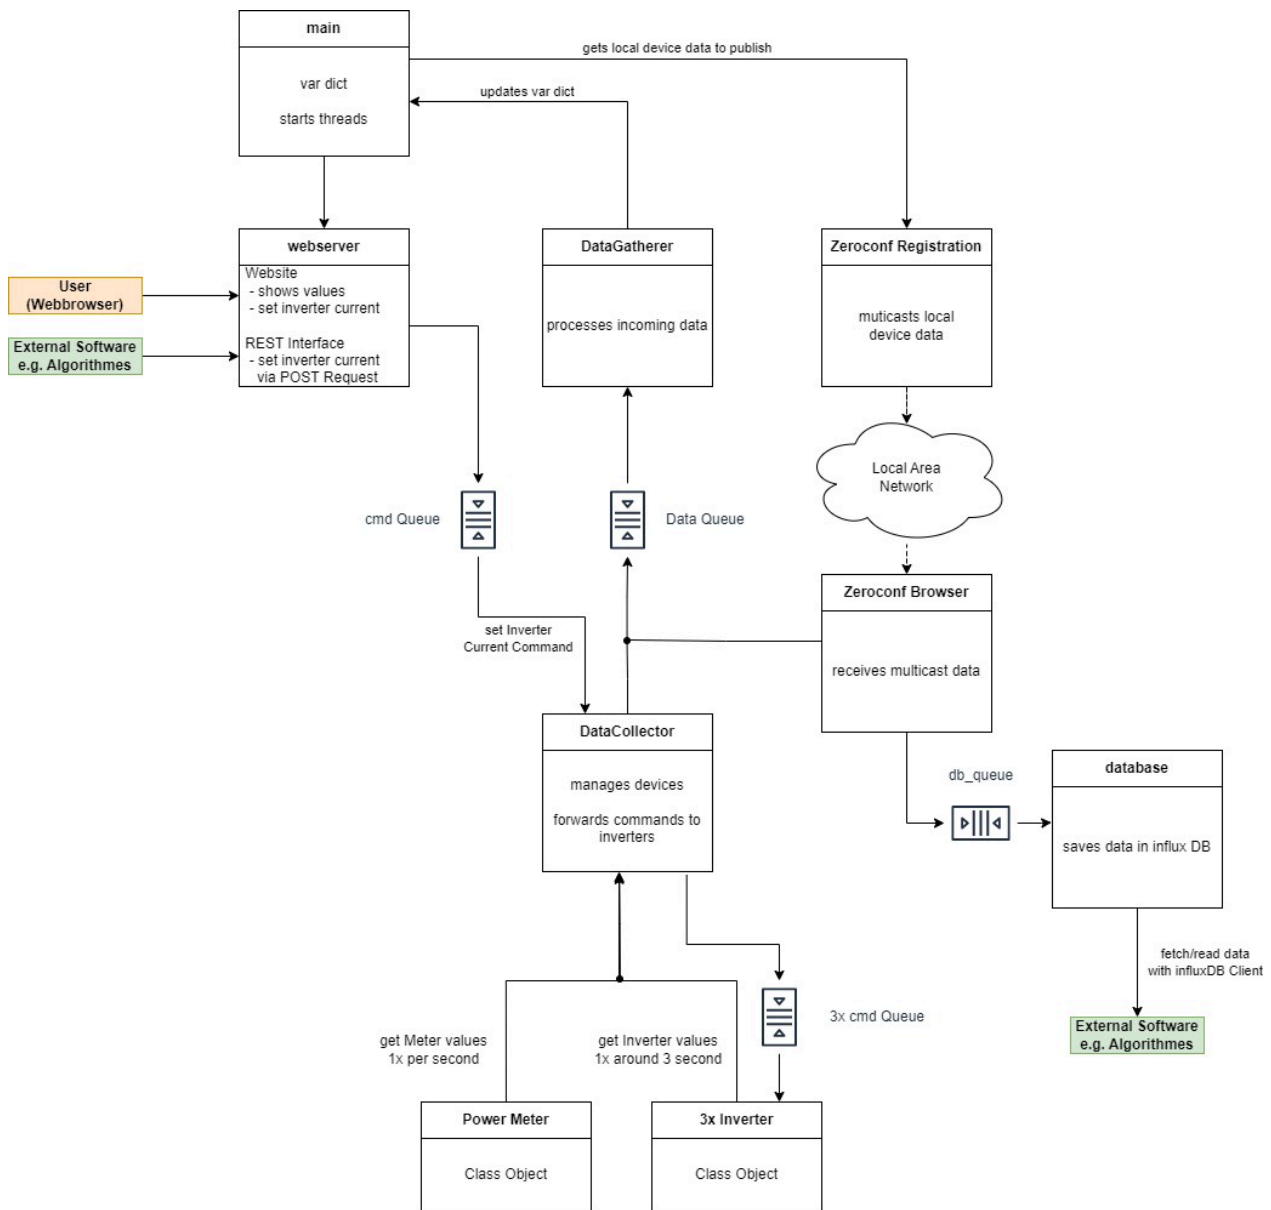 main
var dict
starts threads
gets local device data to publish
updates var dict
webserver
Website
- shows values
- set inverter current
REST Interface
- set inverter current
via POST Request
User
(Webbrowser)
External Software
e.g. Algorithmes
DataGatherer
processes incoming data
Zeroconf Registration
muticasts local
device data
Local Area
Network
cmd Queue
Data Queue
Zeroconf Browser
receives multicast data
set Inverter
Current Command
DataCollector
manages devices
forwards commands to
inverters
db_queue
database
saves data in influx DB
fetch/read data
with influxDB Client
External Software
e.g. Algorithmes
3x cmd Queue
get Meter values
1x per second
get Inverter values
1x around 3 second
Power Meter
Class Object
3x Inverter
Class Object